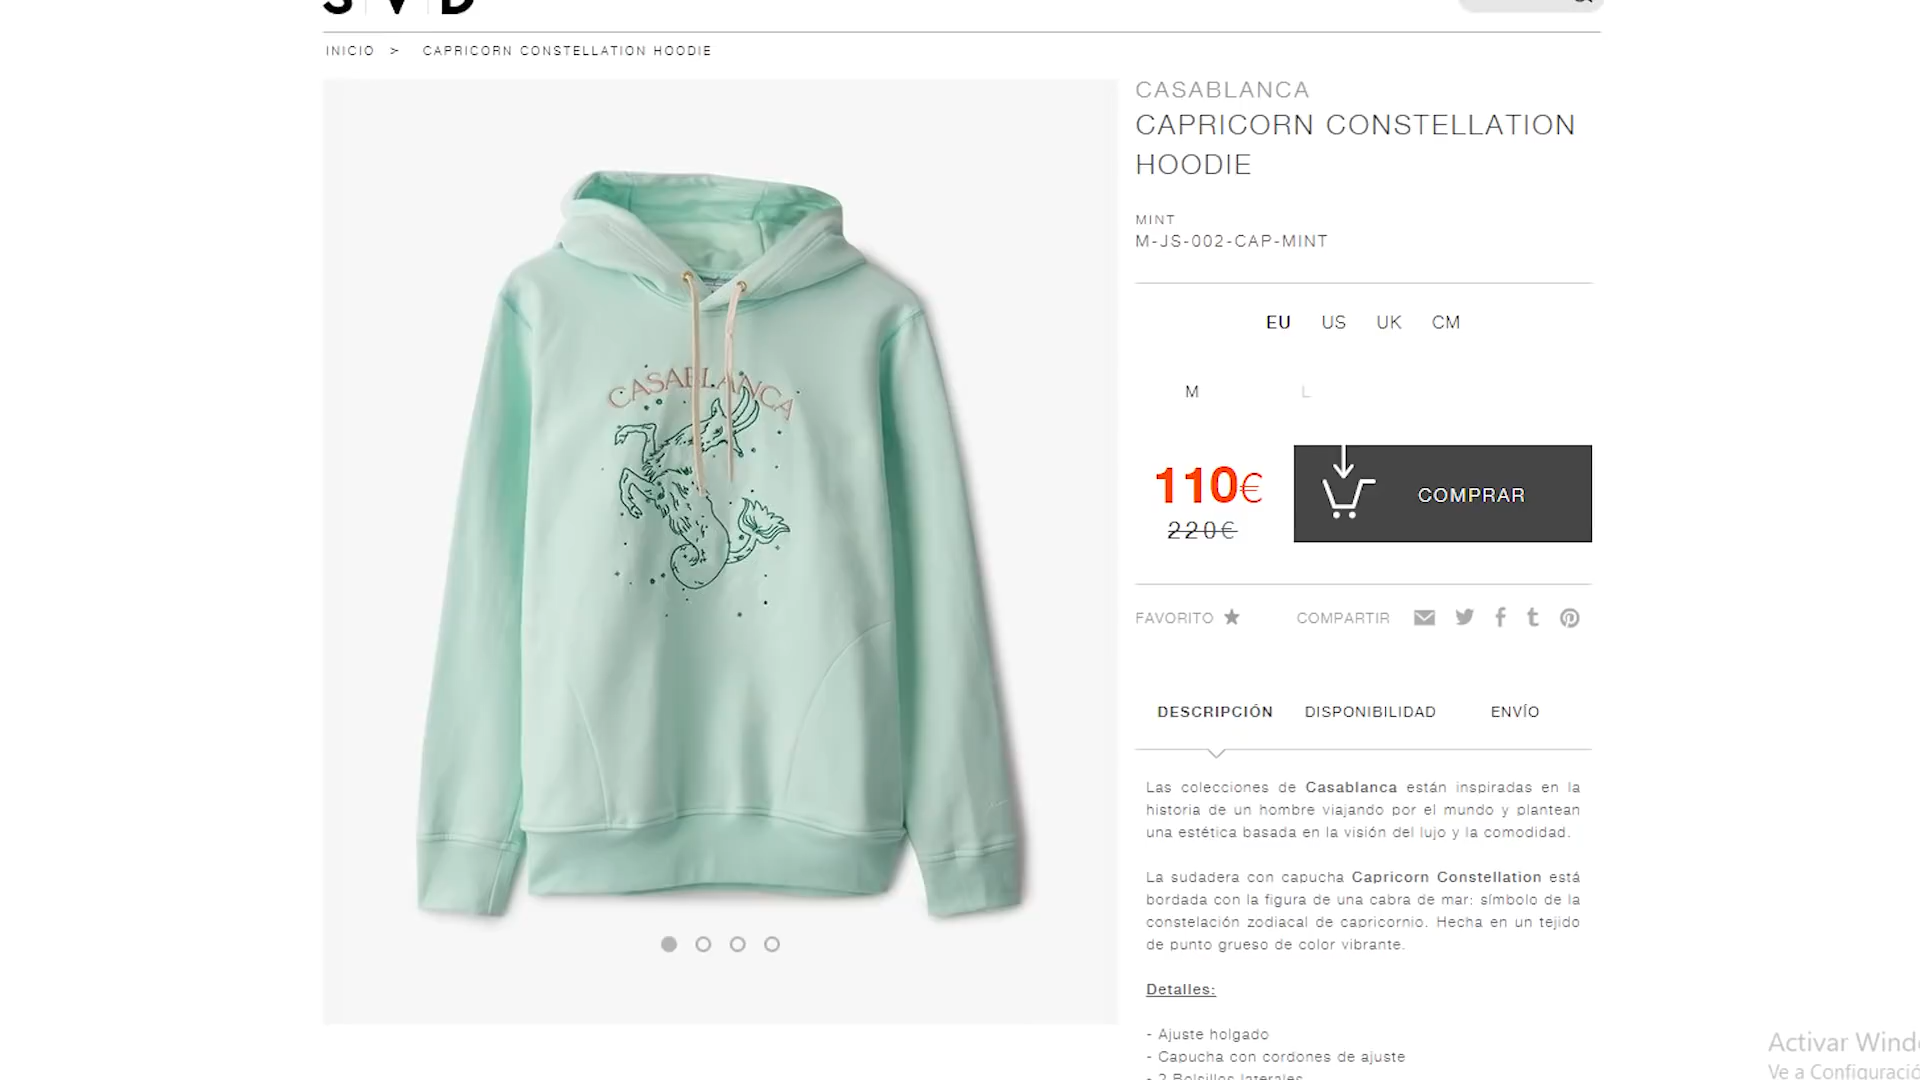 SVD
INICIO > CAPRICORN CONSTELLATION HOODIE
CASABLANCA
CAPRICORN CONSTELLATION
HOODIE
MINT
M-JS-002-CAP-MINT
EU US UK CM
M L
110€
220€
COMPRAR
FAVORITO
COMPARTIR
DESCRIPCIÓN DISPONIBILIDAD ENVÍO
Las colecciones de Casablanca están inspiradas en la
historia de un hombre viajando por el mundo y plantean
una estética basada en la visión del lujo y la comodidad.
La sudadera con capucha Capricorn Constellation está
bordada con la figura de una cabra de mar: símbolo de la
constelación zodiacal de capricornio. Hecha en un tejido
de punto grueso de color vibrante.
Detalles:
- Ajuste holgado
- Capucha con cordones de ajuste
- 2 Bolsillos laterales
CASABLANCA
Activar Wind
Ve a Configuració